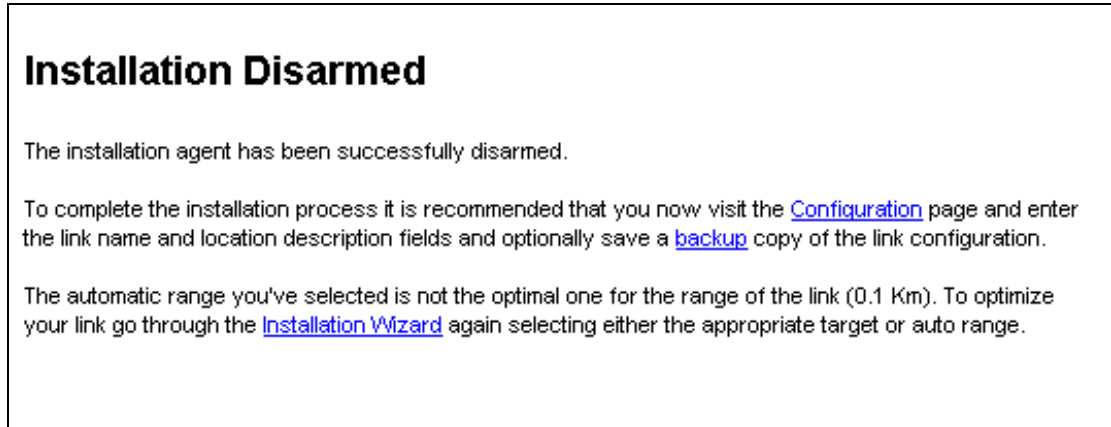 Installation Disarmed
The installation agent has been successfully disarmed.
To complete the installation process it is recommended that you now visit the Configuration page and enter
the link name and location description fields and optionally save a backup copy of the link configuration.
The automatic range you've selected is not the optimal one for the range of the link (0.1 Km). To optimize
your link go through the Installation Wizard again selecting either the appropriate target or auto range.